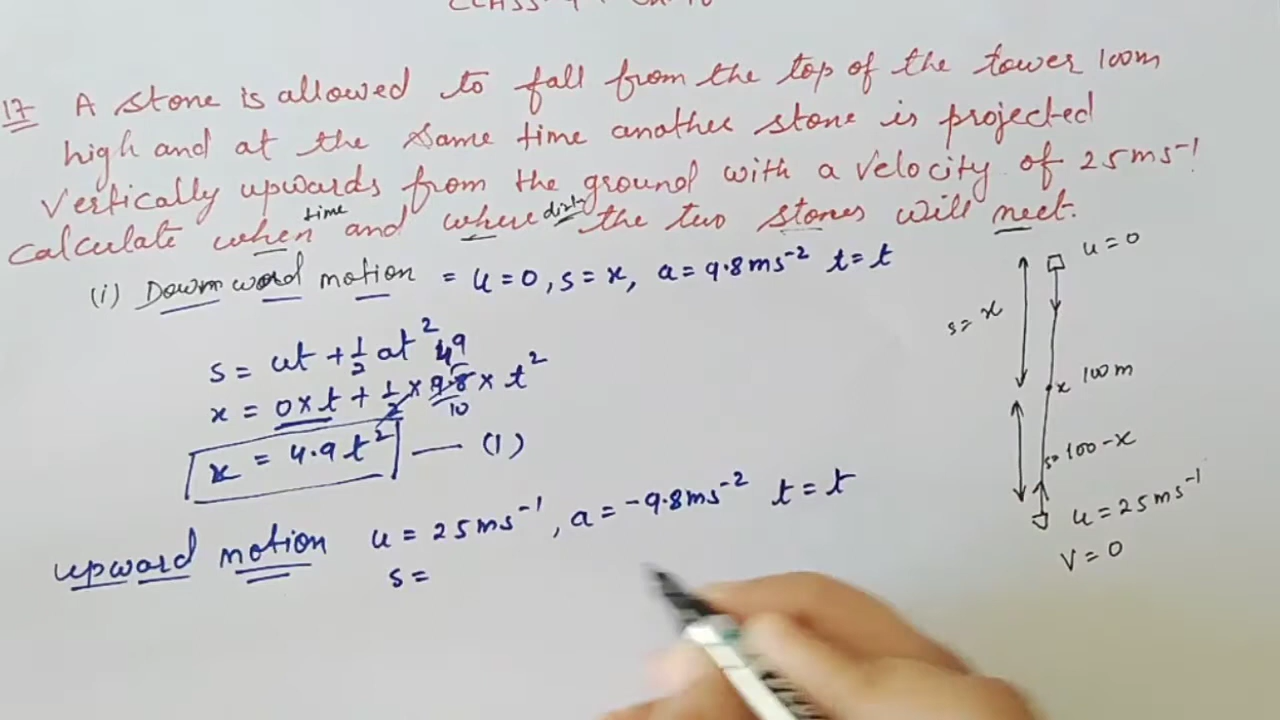 17 A stone is allowed to fall from the top of the tower 100m
high and at the same time another stone is projected
vertically upwards from the ground with a velocity of 25ms⁻¹.
time dist
Calculate when and where the two stones will meet.
(i) Downword motion = u=0, s=x, a=9.8ms⁻² t=t
s = ut + 1/2 at²
49
x = 0×t + 1/2 × 98/10 × t²
x = 4.9t² — (1)
upward motion u = 25ms⁻¹, a = -9.8ms⁻² t = t
s =
u=0
s= x
x 100m
s= 100-x
u = 25ms⁻¹
V = 0